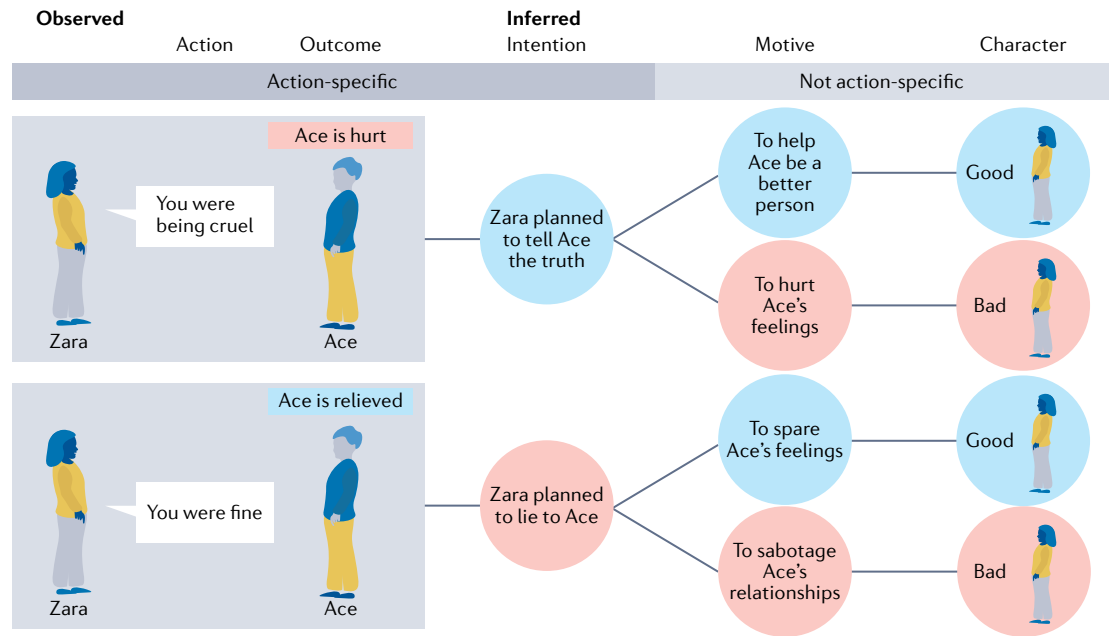 Observed
Inferred
Action
Outcome
Intention
Motive
Character
Action-specific
Not action-specific
Ace is hurt
You were
being cruel
Zara
Ace
Zara planned
to tell Ace
the truth
To help
Ace be a
better
person
Good
To hurt
Ace's
feelings
Bad
Ace is relieved
You were fine
Zara
Ace
Zara planned
to lie to Ace
To spare
Ace's feelings
Good
To sabotage
Ace's
relationships
Bad